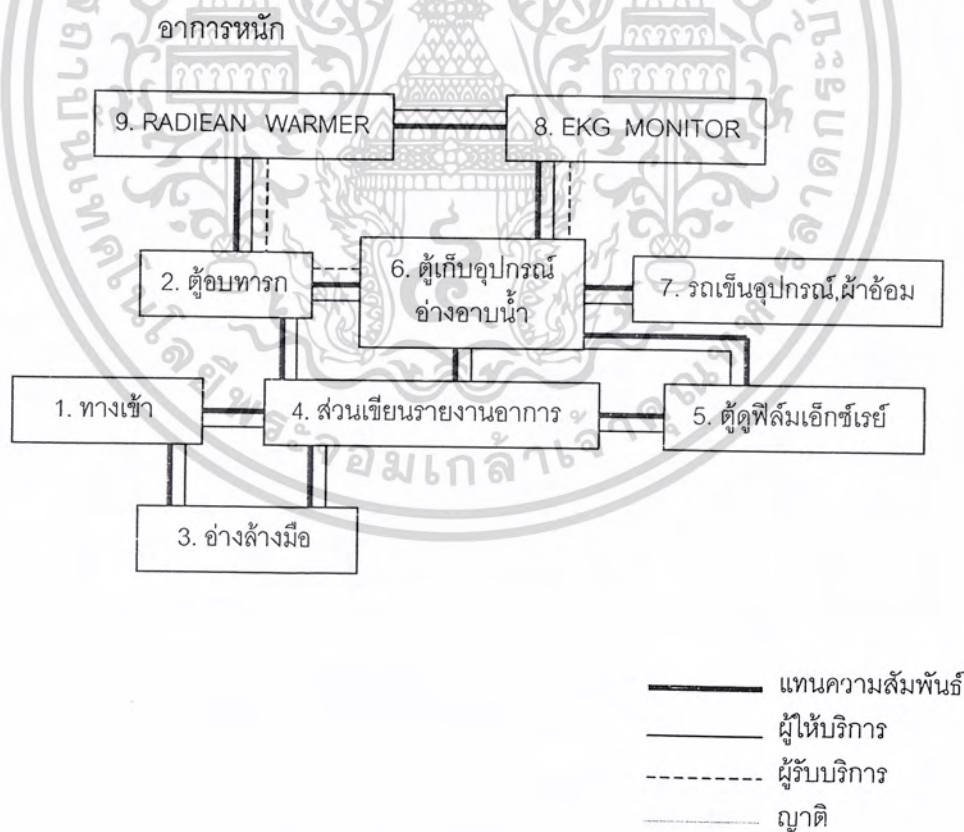 อาการหนัก
9. RADIEAN WARMER
8. EKG MONITOR
2. ตู้อบทารก
6. ตู้เก็บอุปกรณ์
อ่างอาบน้ำ
7. รถเข็นอุปกรณ์,ผ้าอ้อม
1. ทางเข้า
4. ส่วนเขียนรายงานอาการ
5. ตู้ดูฟิล์มเอ็กซ์เรย์
3. อ่างล้างมือ
แทนความสัมพันธ์
ผู้ให้บริการ
ผู้รับบริการ
ญาติ